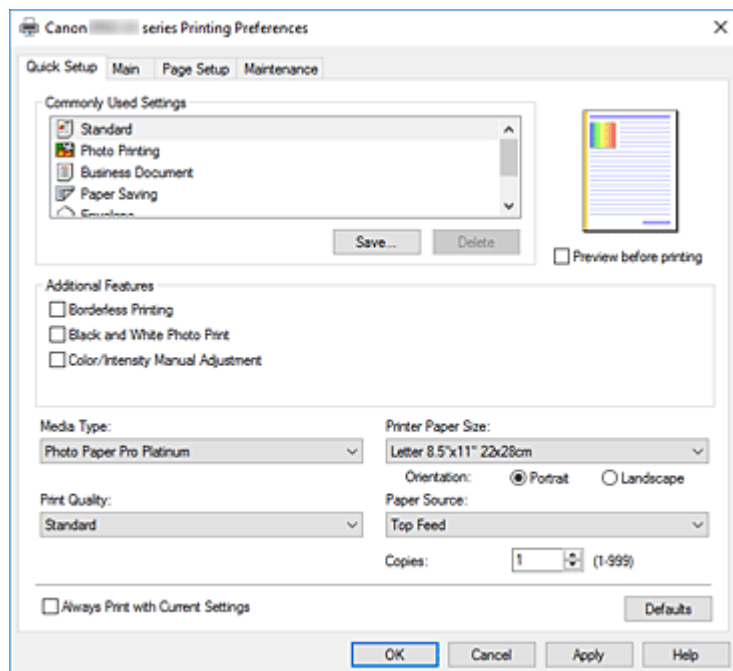 Canon series Printing Preferences
Quick Setup Main Page Setup Maintenance
Commonly Used Settings
Standard
Photo Printing
Business Document
Paper Saving
Envelope
Save... Delete
Preview before printing
Additional Features
Borderless Printing
Black and White Photo Print
Color/Intensity Manual Adjustment
Media Type: Printer Paper Size:
Photo Paper Pro Platinum Letter 8.5"x11" 22x28cm
Orientation: Portrait Landscape
Print Quality: Paper Source:
Standard Top Feed
Copies: 1 (1-999)
Always Print with Current Settings Defaults
OK Cancel Apply Help